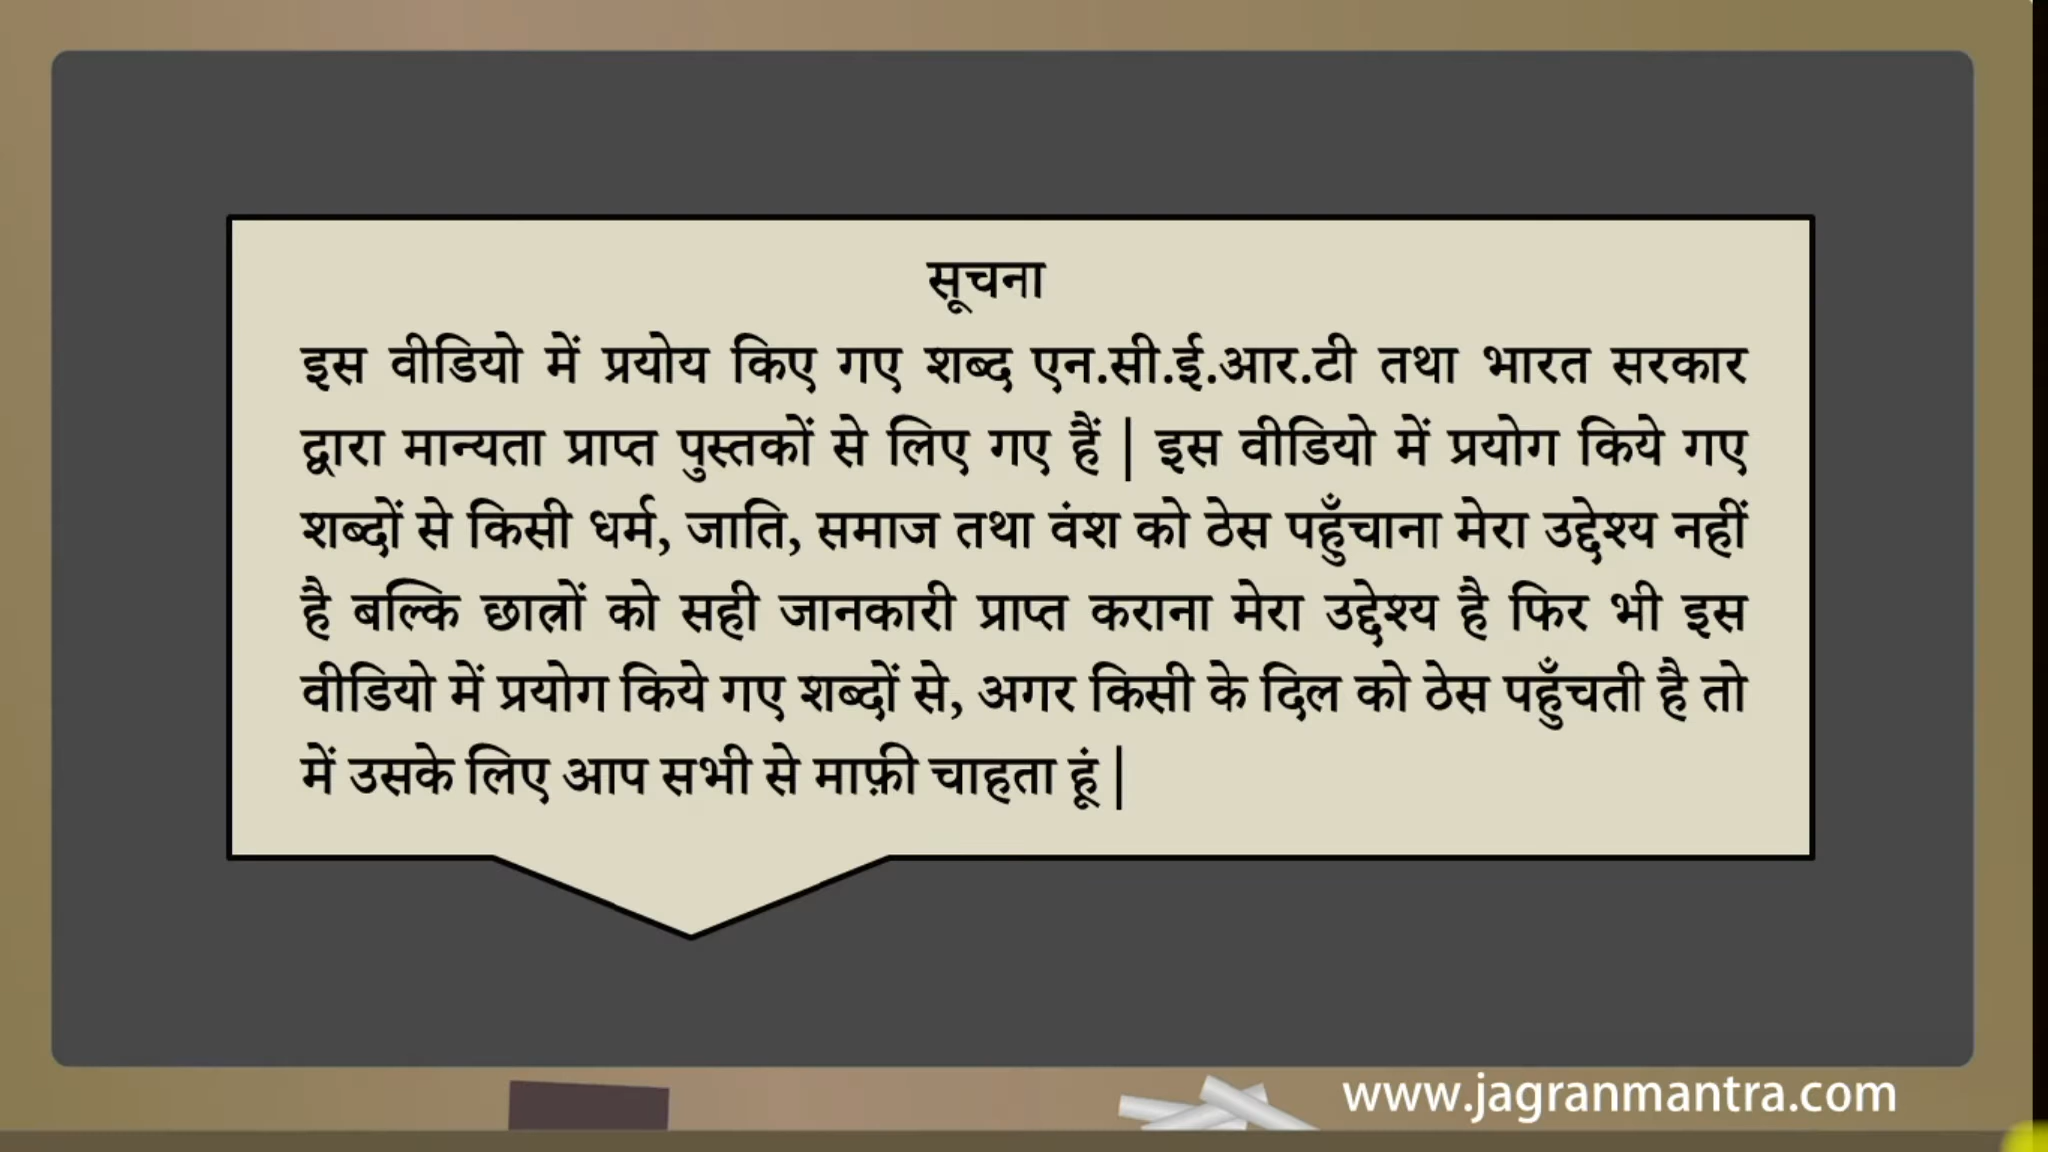 सूचना
इस वीडियो में प्रयोय किए गए शब्द एन.सी.ई.आर.टी तथा भारत सरकार
द्वारा मान्यता प्राप्त पुस्तकों से लिए गए हैं | इस वीडियो में प्रयोग किये गए
शब्दों से किसी धर्म, जाति, समाज तथा वंश को ठेस पहुँचाना मेरा उद्देश्य नहीं
है बल्कि छात्रों को सही जानकारी प्राप्त कराना मेरा उद्देश्य है फिर भी इस
वीडियो में प्रयोग किये गए शब्दों से, अगर किसी के दिल को ठेस पहुँचती है तो
में उसके लिए आप सभी से माफ़ी चाहता हूं |
www.jagranmantra.com